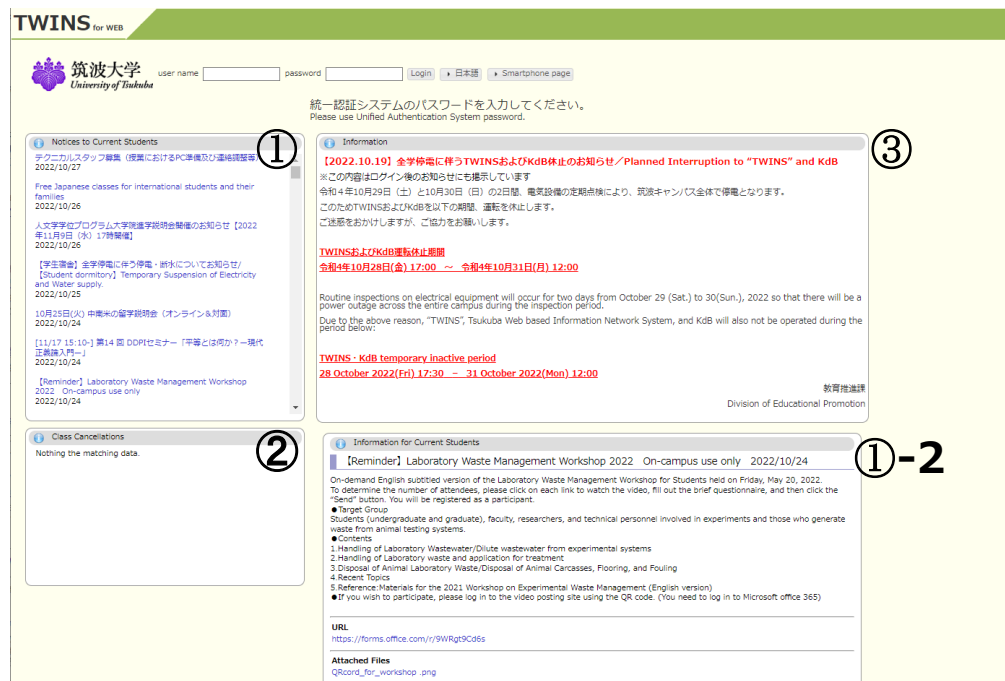 TWINS for WEB
筑波大学
University of Tsukuba
user name
password
Login
日本語
Smartphone page
統一認証システムのパスワードを入力してください。
Please use Unified Authentication System password.
Notices to Current Students
①
テクニカルスタッフ募集（授業におけるPC準備及び連絡調整等）
2022/10/27
Free Japanese classes for international students and their
families
2022/10/26
人文学学位プログラム大学院進学説明会開催のお知らせ【2022
年11月9日（水）17時開催】
2022/10/26
【学生宿舎】全学停電に伴う停電・断水についてお知らせ/
【Student dormitory】Temporary Suspension of Electricity
and Water supply.
2022/10/25
10月25日(火) 中南米の留学説明会（オンライン＆対面）
2022/10/24
[11/17 15:10-] 第14 回 DDPIセミナー「平等とは何か？ー現代
正義論入門ー」
2022/10/24
【Reminder】Laboratory Waste Management Workshop
2022　On-campus use only
2022/10/24
Information
③
【2022.10.19】全学停電に伴うTWINSおよびKdB休止のお知らせ／Planned Interruption to “TWINS” and KdB
※この内容はログイン後のお知らせにも掲示しています
令和４年10月29日（土）と10月30日（日）の2日間、電気設備の定期点検により、筑波キャンパス全体で停電となります。
このためTWINSおよびKdBを以下の期間、運転を休止します。
ご迷惑をおかけしますが、ご協力をお願いします。
TWINSおよびKdB運転休止期間
令和4年10月28日(金) 17:00　～　令和4年10月31日(月) 12:00
Routine inspections on electrical equipment will occur for two days from October 29 (Sat.) to 30(Sun.), 2022 so that there will be a
power outage across the entire campus during the inspection period.
Due to the above reason, “TWINS”, Tsukuba Web based Information Network System, and KdB will also not be operated during the
period below:
TWINS・KdB temporary inactive period
28 October 2022(Fri) 17:30　−　31 October 2022(Mon) 12:00
教育推進課
Division of Educational Promotion
Class Cancellations
②
Nothing the matching data.
Information for Current Students
①-2
【Reminder】Laboratory Waste Management Workshop 2022　On-campus use only　2022/10/24
On-demand English subtitled version of the Laboratory Waste Management Workshop for Students held on Friday, May 20, 2022.
To determine the number of attendees, please click on each link to watch the video, fill out the brief questionnaire, and then click the
“Send” button. You will be registered as a participant.
●Target Group
Students (undergraduate and graduate), faculty, researchers, and technical personnel involved in experiments and those who generate
waste from animal testing systems.
●Contents
1.Handling of Laboratory Wastewater/Dilute wastewater from experimental systems
2.Handling of Laboratory waste and application for treatment
3.Disposal of Animal Laboratory Waste/Disposal of Animal Carcasses, Flooring, and Fouling
4.Recent Topics
5.Reference:Materials for the 2021 Workshop on Experimental Waste Management (English version)
●If you wish to participate, please log in to the video posting site using the QR code. (You need to log in to Microsoft office 365)
URL
https://forms.office.com/r/9WRgt9Cd6s
Attached Files
QRcord_for_workshop .png